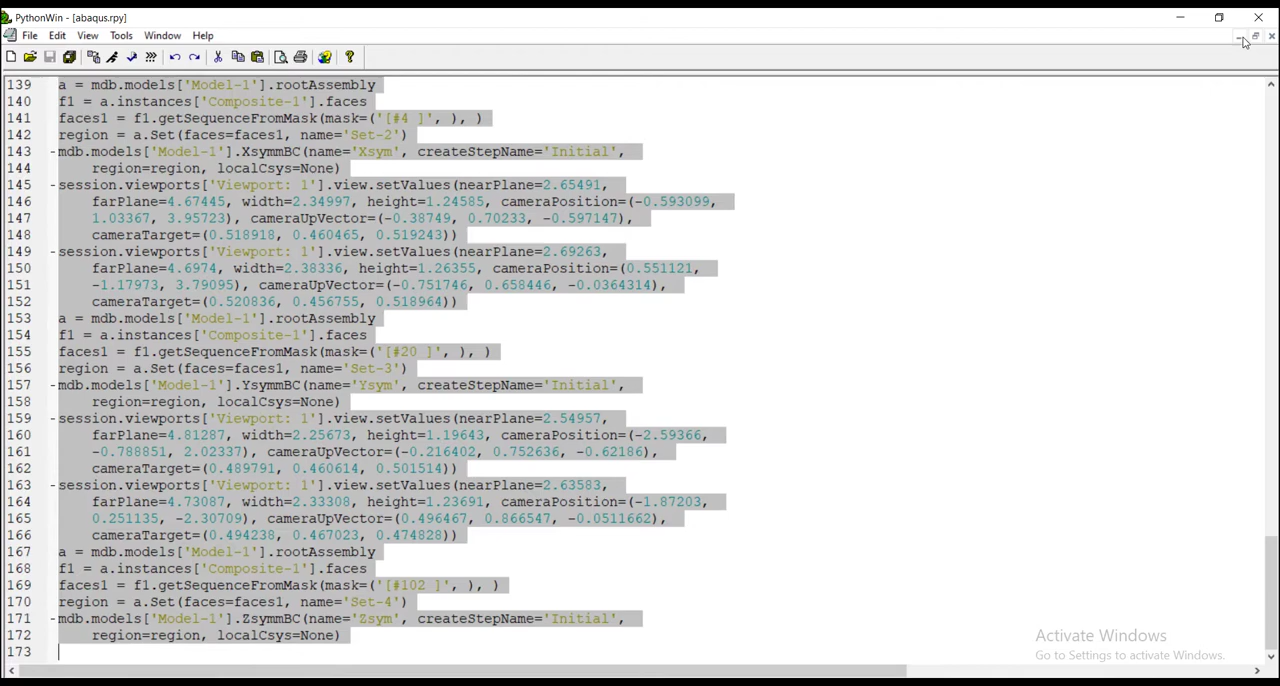 PythonWin - [abaqus.rpy]
File Edit View Tools Window Help
139 a = mdb.models['Model-1'].rootAssembly
140 f1 = a.instances['Composite-1'].faces
141 faces1 = f1.getSequenceFromMask(mask=('[#4 ]', ), )
142 region = a.Set(faces=faces1, name='Set-2')
143 -mdb.models['Model-1'].XsymmBC(name='Xsym', createStepName='Initial',
144 region=region, localCsys=None)
145 -session.viewports['Viewport: 1'].view.setValues(nearPlane=2.65491,
146 farPlane=4.67445, width=2.34997, height=1.24585, cameraPosition=(-0.593099,
147 1.03367, 3.95723), cameraUpVector=(-0.38749, 0.70233, -0.597147),
148 cameraTarget=(0.518918, 0.460465, 0.519243))
149 -session.viewports['Viewport: 1'].view.setValues(nearPlane=2.69263,
150 farPlane=4.6974, width=2.38336, height=1.26355, cameraPosition=(0.551121,
151 -1.17973, 3.79095), cameraUpVector=(-0.751746, 0.658446, -0.0364314),
152 cameraTarget=(0.520836, 0.456755, 0.518964))
153 a = mdb.models['Model-1'].rootAssembly
154 f1 = a.instances['Composite-1'].faces
155 faces1 = f1.getSequenceFromMask(mask=('[#20 ]', ), )
156 region = a.Set(faces=faces1, name='Set-3')
157 -mdb.models['Model-1'].YsymmBC(name='Ysym', createStepName='Initial',
158 region=region, localCsys=None)
159 -session.viewports['Viewport: 1'].view.setValues(nearPlane=2.54957,
160 farPlane=4.81287, width=2.25673, height=1.19643, cameraPosition=(-2.59366,
161 -0.788851, 2.02337), cameraUpVector=(-0.216402, 0.752636, -0.62186),
162 cameraTarget=(0.489791, 0.460614, 0.501514))
163 -session.viewports['Viewport: 1'].view.setValues(nearPlane=2.63583,
164 farPlane=4.73087, width=2.33308, height=1.23691, cameraPosition=(-1.87203,
165 0.251135, -2.30709), cameraUpVector=(0.496467, 0.866547, -0.0511662),
166 cameraTarget=(0.494238, 0.467023, 0.474828))
167 a = mdb.models['Model-1'].rootAssembly
168 f1 = a.instances['Composite-1'].faces
169 faces1 = f1.getSequenceFromMask(mask=('[#102 ]', ), )
170 region = a.Set(faces=faces1, name='Set-4')
171 -mdb.models['Model-1'].ZsymmBC(name='Zsym', createStepName='Initial',
172 region=region, localCsys=None)
173
Activate Windows
Go to Settings to activate Windows.